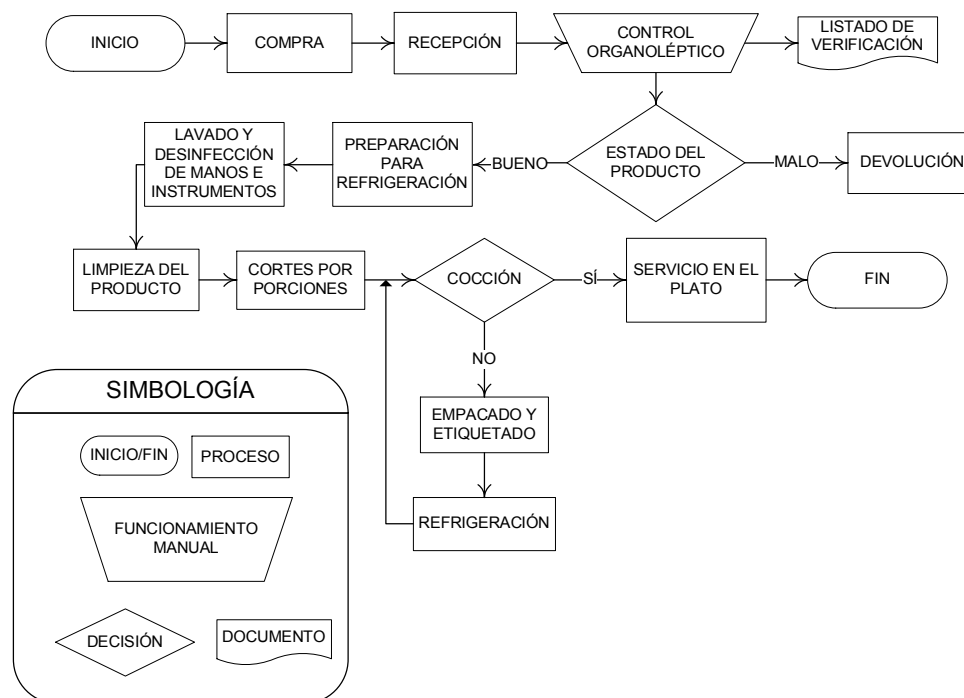 INICIO
COMPRA
RECEPCIÓN
CONTROL
ORGANOLÉPTICO
LISTADO DE
VERIFICACIÓN
LAVADO Y
DESINFECCIÓN
DE MANOS E
INSTRUMENTOS
PREPARACIÓN
PARA
REFRIGERACIÓN
BUENO
ESTADO DEL
PRODUCTO
MALO
DEVOLUCIÓN
LIMPIEZA DEL
PRODUCTO
CORTES POR
PORCIONES
COCCIÓN
SÍ
SERVICIO EN EL
PLATO
FIN
NO
EMPACADO Y
ETIQUETADO
REFRIGERACIÓN
SIMBOLOGÍA
INICIO/FIN
PROCESO
FUNCIONAMIENTO
MANUAL
DECISIÓN
DOCUMENTO